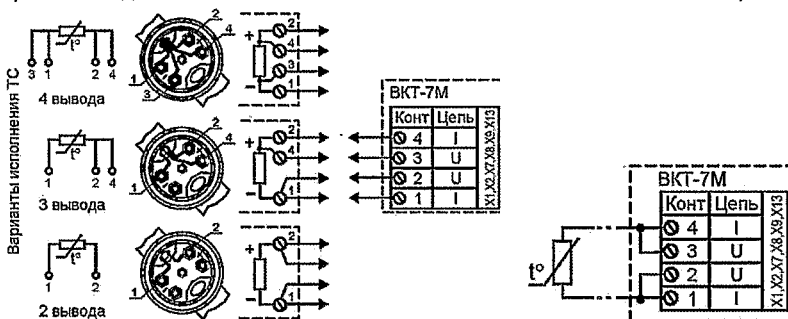 Варианты исполнения ТС
t°
3 1 2 4
4 вывода
2
4
1
3
+
2
4
3
−
1
t°
1 2 4
3 вывода
2
4
1
+
2
4
−
1
t°
1 2
2 вывода
2
1
+
2
−
1
ВКТ-7М
Конт Цепь
4 I
3 U
2 U
1 I
X1,X2,X7,X8,X9,X13
t°
ВКТ-7М
Конт Цепь
4 I
3 U
2 U
1 I
X1,X2,X7,X8,X9,X13